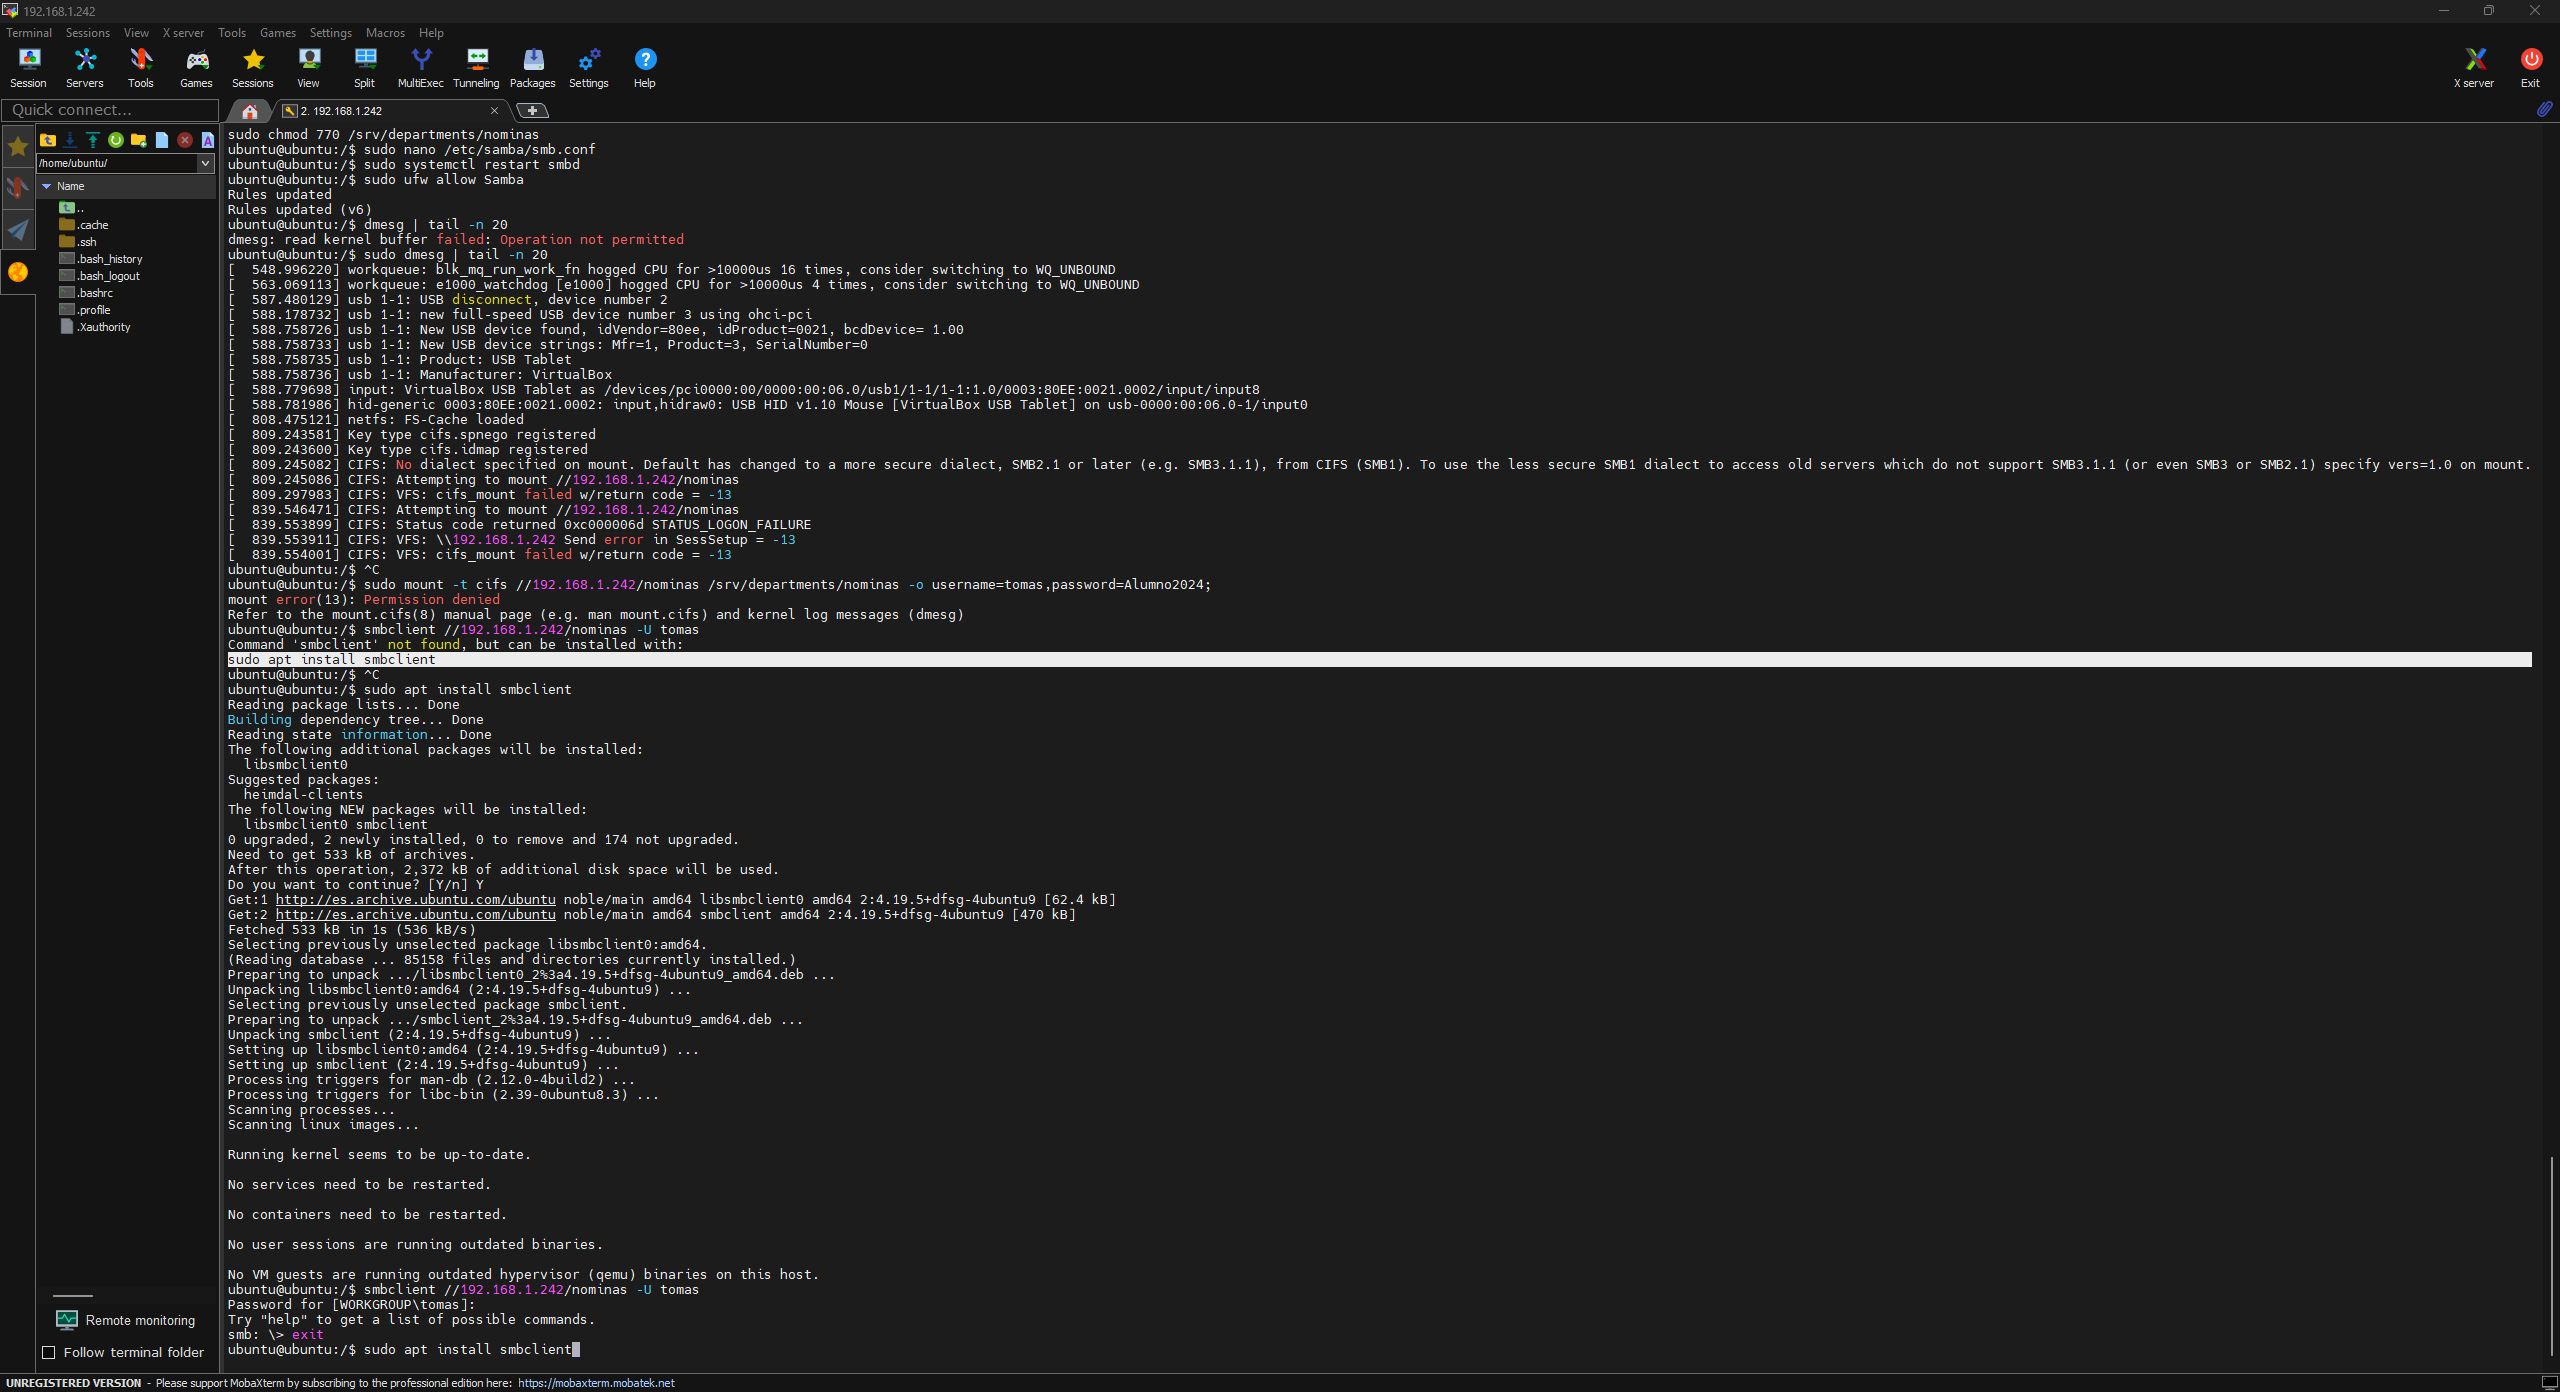 192.168.1.242
Terminal Sessions View X server Tools Games Settings Macros Help
Session Servers Tools Games Sessions View Split MultiExec Tunneling Packages Settings Help X server Exit
Quick connect...
2. 192.168.1.242
/home/ubuntu/
Name
..
.cache
.ssh
.bash_history
.bash_logout
.bashrc
.profile
.Xauthority
sudo chmod 770 /srv/departments/nominas
ubuntu@ubuntu:/$ sudo nano /etc/samba/smb.conf
ubuntu@ubuntu:/$ sudo systemctl restart smbd
ubuntu@ubuntu:/$ sudo ufw allow Samba
Rules updated
Rules updated (v6)
ubuntu@ubuntu:/$ dmesg | tail -n 20
dmesg: read kernel buffer failed: Operation not permitted
ubuntu@ubuntu:/$ sudo dmesg | tail -n 20
[  548.996220] workqueue: blk_mq_run_work_fn hogged CPU for >10000us 16 times, consider switching to WQ_UNBOUND
[  563.069113] workqueue: e1000_watchdog [e1000] hogged CPU for >10000us 4 times, consider switching to WQ_UNBOUND
[  587.480129] usb 1-1: USB disconnect, device number 2
[  588.178732] usb 1-1: new full-speed USB device number 3 using ohci-pci
[  588.758726] usb 1-1: New USB device found, idVendor=80ee, idProduct=0021, bcdDevice= 1.00
[  588.758733] usb 1-1: New USB device strings: Mfr=1, Product=3, SerialNumber=0
[  588.758735] usb 1-1: Product: USB Tablet
[  588.758736] usb 1-1: Manufacturer: VirtualBox
[  588.779698] input: VirtualBox USB Tablet as /devices/pci0000:00/0000:00:06.0/usb1/1-1/1-1:1.0/0003:80EE:0021.0002/input/input8
[  588.781986] hid-generic 0003:80EE:0021.0002: input,hidraw0: USB HID v1.10 Mouse [VirtualBox USB Tablet] on usb-0000:00:06.0-1/input0
[  808.475121] netfs: FS-Cache loaded
[  809.243581] Key type cifs.spnego registered
[  809.243600] Key type cifs.idmap registered
[  809.245082] CIFS: No dialect specified on mount. Default has changed to a more secure dialect, SMB2.1 or later (e.g. SMB3.1.1), from CIFS (SMB1). To use the less secure SMB1 dialect to access old servers which do not support SMB3.1.1 (or even SMB3 or SMB2.1) specify vers=1.0 on mount.
[  809.245086] CIFS: Attempting to mount //192.168.1.242/nominas
[  809.297983] CIFS: VFS: cifs_mount failed w/return code = -13
[  839.546471] CIFS: Attempting to mount //192.168.1.242/nominas
[  839.553899] CIFS: Status code returned 0xc000006d STATUS_LOGON_FAILURE
[  839.553911] CIFS: VFS: \\192.168.1.242 Send error in SessSetup = -13
[  839.554001] CIFS: VFS: cifs_mount failed w/return code = -13
ubuntu@ubuntu:/$ ^C
ubuntu@ubuntu:/$ sudo mount -t cifs //192.168.1.242/nominas /srv/departments/nominas -o username=tomas,password=Alumno2024;
mount error(13): Permission denied
Refer to the mount.cifs(8) manual page (e.g. man mount.cifs) and kernel log messages (dmesg)
ubuntu@ubuntu:/$ smbclient //192.168.1.242/nominas -U tomas
Command 'smbclient' not found, but can be installed with:
sudo apt install smbclient
ubuntu@ubuntu:/$ ^C
ubuntu@ubuntu:/$ sudo apt install smbclient
Reading package lists... Done
Building dependency tree... Done
Reading state information... Done
The following additional packages will be installed:
  libsmbclient0
Suggested packages:
  heimdal-clients
The following NEW packages will be installed:
  libsmbclient0 smbclient
0 upgraded, 2 newly installed, 0 to remove and 174 not upgraded.
Need to get 533 kB of archives.
After this operation, 2,372 kB of additional disk space will be used.
Do you want to continue? [Y/n] Y
Get:1 http://es.archive.ubuntu.com/ubuntu noble/main amd64 libsmbclient0 amd64 2:4.19.5+dfsg-4ubuntu9 [62.4 kB]
Get:2 http://es.archive.ubuntu.com/ubuntu noble/main amd64 smbclient amd64 2:4.19.5+dfsg-4ubuntu9 [470 kB]
Fetched 533 kB in 1s (536 kB/s)
Selecting previously unselected package libsmbclient0:amd64.
(Reading database ... 85158 files and directories currently installed.)
Preparing to unpack .../libsmbclient0_2%3a4.19.5+dfsg-4ubuntu9_amd64.deb ...
Unpacking libsmbclient0:amd64 (2:4.19.5+dfsg-4ubuntu9) ...
Selecting previously unselected package smbclient.
Preparing to unpack .../smbclient_2%3a4.19.5+dfsg-4ubuntu9_amd64.deb ...
Unpacking smbclient (2:4.19.5+dfsg-4ubuntu9) ...
Setting up libsmbclient0:amd64 (2:4.19.5+dfsg-4ubuntu9) ...
Setting up smbclient (2:4.19.5+dfsg-4ubuntu9) ...
Processing triggers for man-db (2.12.0-4build2) ...
Processing triggers for libc-bin (2.39-0ubuntu8.3) ...
Scanning processes...
Scanning linux images...
Running kernel seems to be up-to-date.
No services need to be restarted.
No containers need to be restarted.
No user sessions are running outdated binaries.
No VM guests are running outdated hypervisor (qemu) binaries on this host.
ubuntu@ubuntu:/$ smbclient //192.168.1.242/nominas -U tomas
Password for [WORKGROUP\tomas]:
Try "help" to get a list of possible commands.
smb: \> exit
ubuntu@ubuntu:/$ sudo apt install smbclient
Remote monitoring
Follow terminal folder
UNREGISTERED VERSION - Please support MobaXterm by subscribing to the professional edition here: https://mobaxterm.mobatek.net